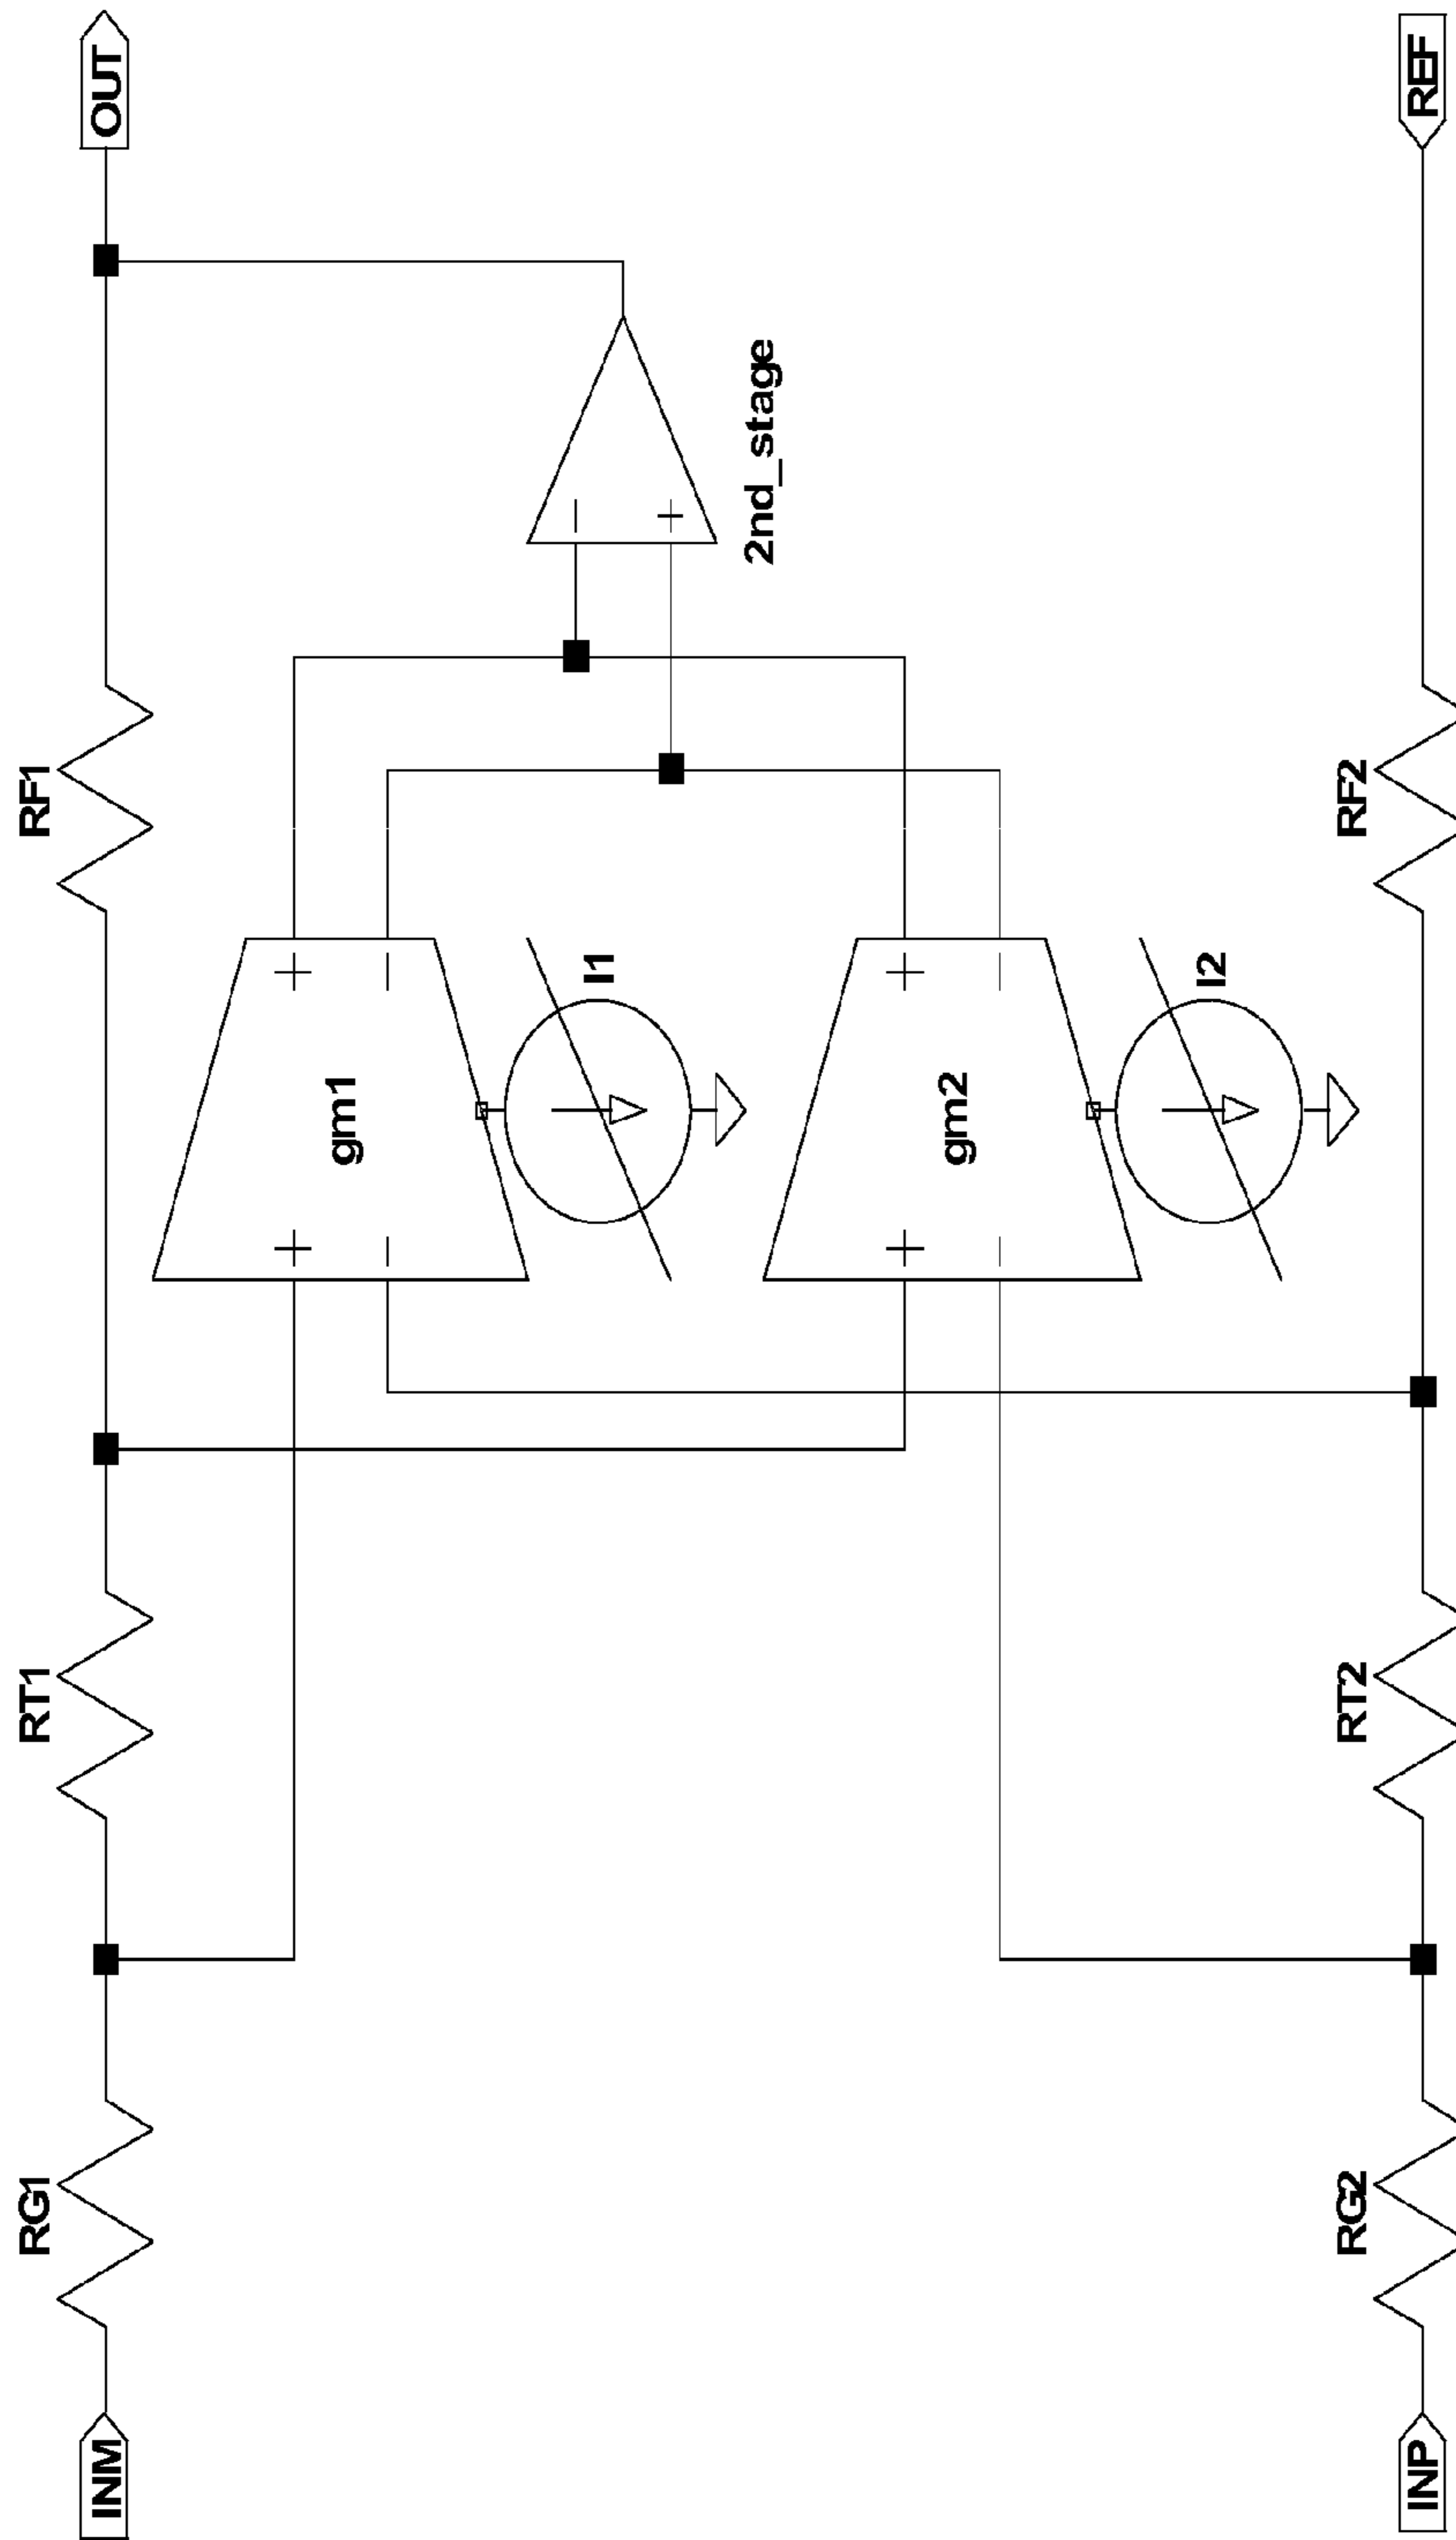 INM
RG1
RT1
RF1
OUT
+
−
gm1
+
−
I1
−
+
2nd_stage
+
−
gm2
+
−
I2
INP
RG2
RT2
RF2
REF